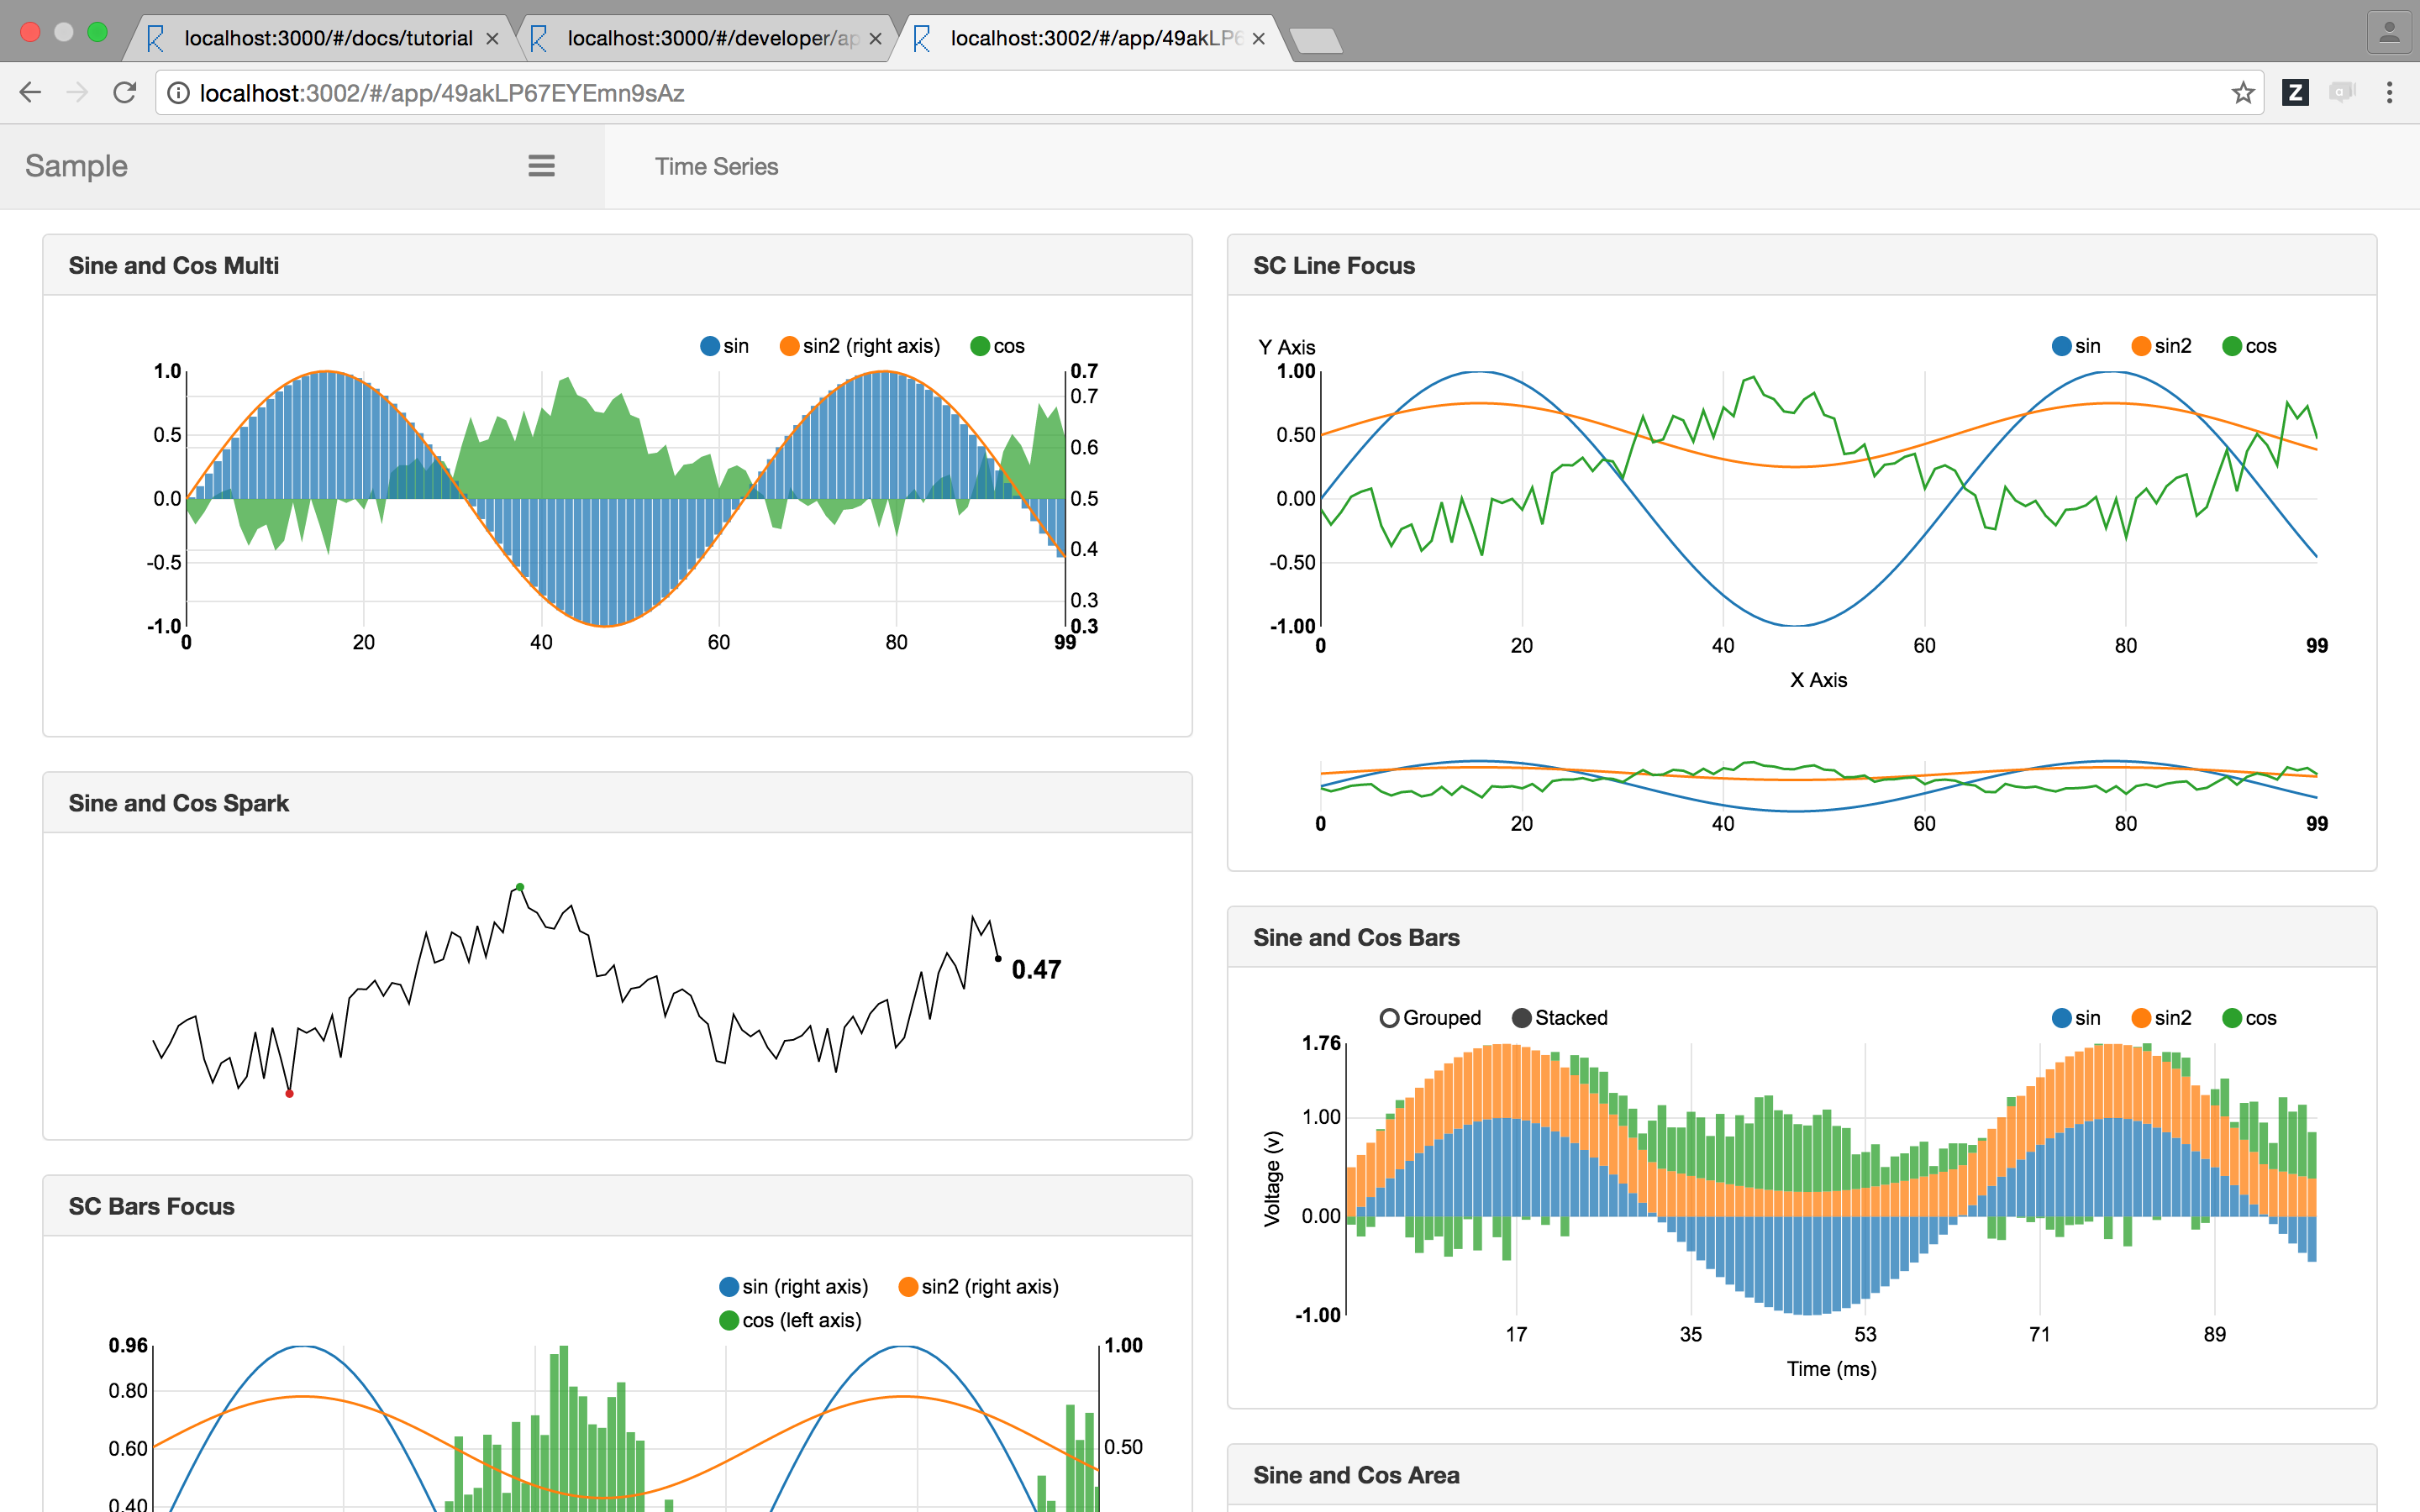 localhost:3000/#/docs/tutorial
localhost:3000/#/developer/ap
localhost:3002/#/app/49akLP6
localhost:3002/#/app/49akLP67EYEmn9sAz
Z
a
Sample
Time Series
Sine and Cos Multi
sin sin2 (right axis) cos
1.0 0.7
0.7
0.5
0.6
0.0 0.5
0.4
-0.5
0.3
-1.0 0.3
0 20 40 60 80 99
SC Line Focus
Y Axis sin sin2 cos
1.00
0.50
0.00
-0.50
-1.00
0 20 40 60 80 99
X Axis
0 20 40 60 80 99
Sine and Cos Spark
0.47
Sine and Cos Bars
Grouped Stacked sin sin2 cos
1.76
1.00
0.00
-1.00
Voltage (v)
17 35 53 71 89
Time (ms)
SC Bars Focus
sin (right axis) sin2 (right axis)
cos (left axis)
0.96 1.00
0.80
0.60 0.50
0.40
Sine and Cos Area